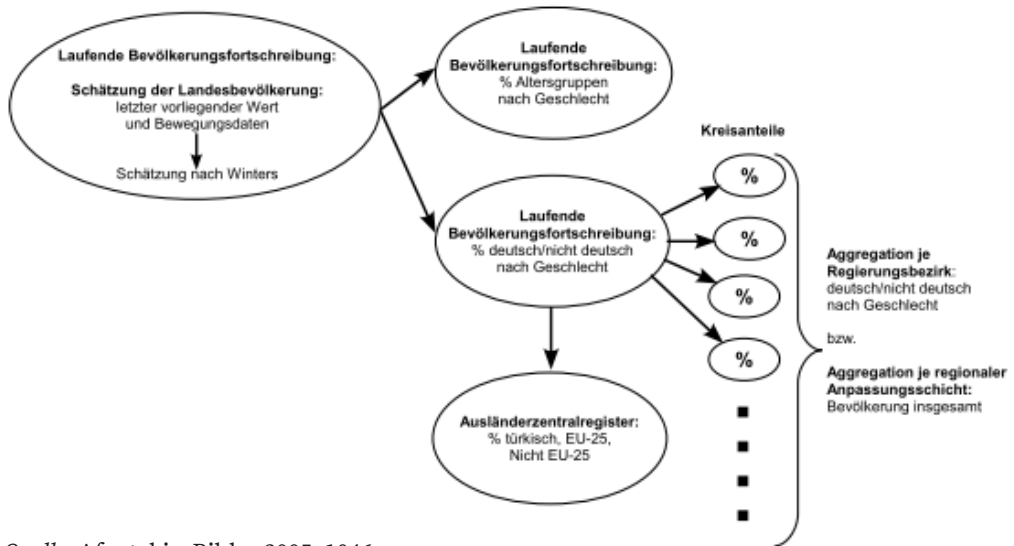 Laufende Bevölkerungsfortschreibung:
Schätzung der Landesbevölkerung:
letzter vorliegender Wert
und Bewegungsdaten
Schätzung nach Winters
Laufende
Bevölkerungsfortschreibung:
% Altersgruppen
nach Geschlecht
Laufende
Bevölkerungsfortschreibung:
% deutsch/nicht deutsch
nach Geschlecht
Ausländerzentralregister:
% türkisch, EU-25,
Nicht EU-25
Kreisanteile
%
%
%
%
Aggregation je
Regierungsbezirk:
deutsch/nicht deutsch
nach Geschlecht
bzw.
Aggregation je regionaler
Anpassungsschicht:
Bevölkerung insgesamt